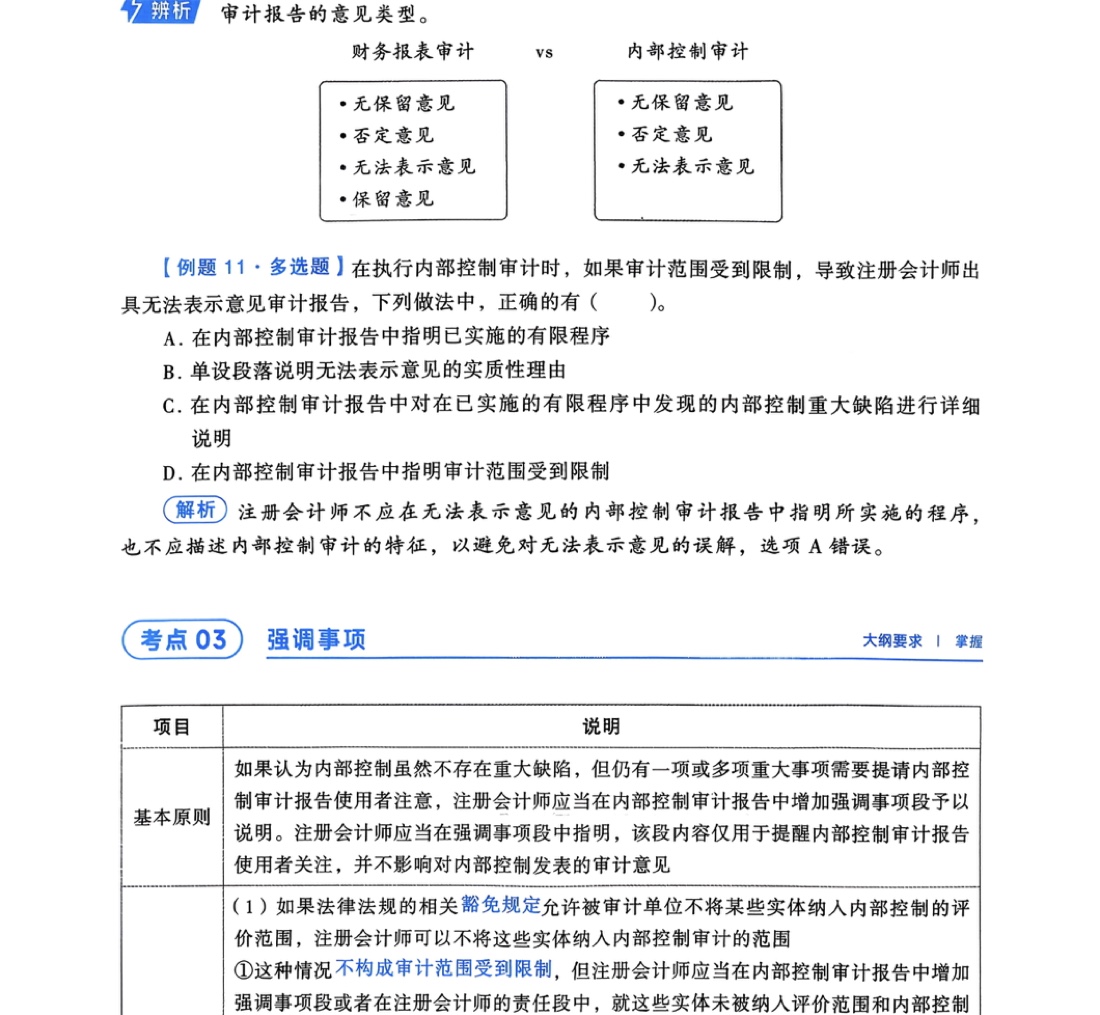 辨析 审计报告的意见类型。
财务报表审计 vs 内部控制审计
•无保留意见
•否定意见
•无法表示意见
•保留意见
•无保留意见
•否定意见
•无法表示意见
【例题 11·多选题】在执行内部控制审计时，如果审计范围受到限制，导致注册会计师出
具无法表示意见审计报告，下列做法中，正确的有（　　）。
A. 在内部控制审计报告中指明已实施的有限程序
B. 单设段落说明无法表示意见的实质性理由
C. 在内部控制审计报告中对在已实施的有限程序中发现的内部控制重大缺陷进行详细
说明
D. 在内部控制审计报告中指明审计范围受到限制
解析 注册会计师不应在无法表示意见的内部控制审计报告中指明所实施的程序，
也不应描述内部控制审计的特征，以避免对无法表示意见的误解，选项 A 错误。
考点 03 强调事项 大纲要求 | 掌握
项目 说明
基本原则
如果认为内部控制虽然不存在重大缺陷，但仍有一项或多项重大事项需要提请内部控
制审计报告使用者注意，注册会计师应当在内部控制审计报告中增加强调事项段予以
说明。注册会计师应当在强调事项段中指明，该段内容仅用于提醒内部控制审计报告
使用者关注，并不影响对内部控制发表的审计意见
（1）如果法律法规的相关豁免规定允许被审计单位不将某些实体纳入内部控制的评
价范围，注册会计师可以不将这些实体纳入内部控制审计的范围
①这种情况不构成审计范围受到限制，但注册会计师应当在内部控制审计报告中增加
强调事项段或者在注册会计师的责任段中，就这些实体未被纳入评价范围和内部控制